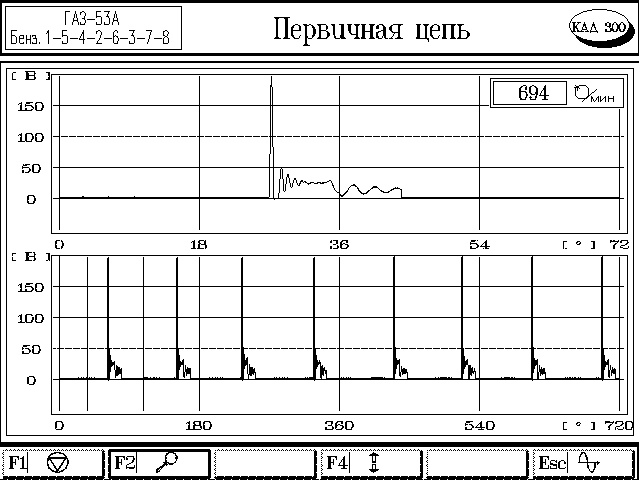 ГАЗ-53А
Бенз. 1-5-4-2-6-3-7-8
Первичная цепь
КАД 300
[ В ]
150
100
50
0
694 /мин
0 18 36 54 [ ° ] 72
[ В ]
150
100
50
0
0 180 360 540 [ ° ] 720
F1 F2 F4 Esc